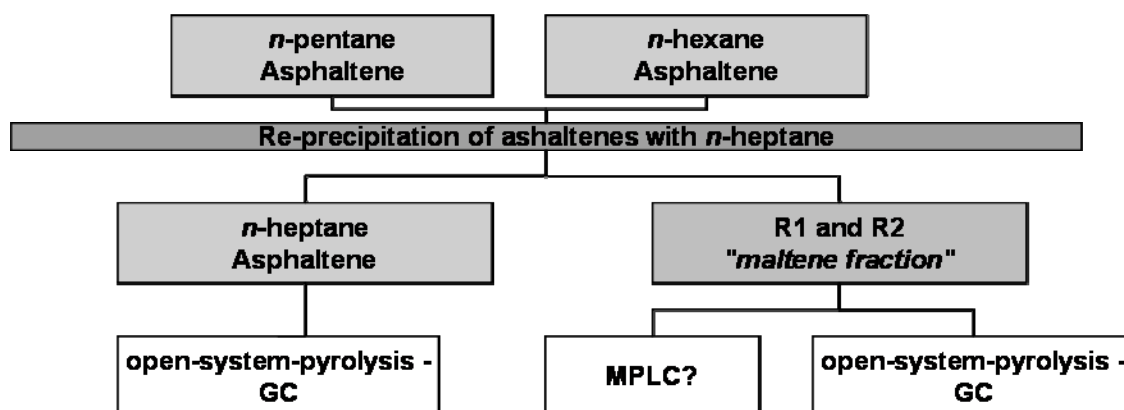 n-pentane
Asphaltene
n-hexane
Asphaltene
Re-precipitation of ashaltenes with n-heptane
n-heptane
Asphaltene
R1 and R2
"maltene fraction"
open-system-pyrolysis -
GC
MPLC?
open-system-pyrolysis -
GC